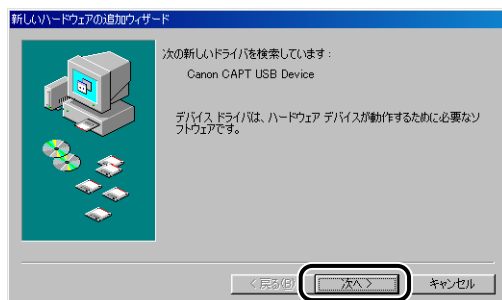 新しいハードウェアの追加ウィザード
次の新しいドライバを検索しています：
Canon CAPT USB Device
デバイス ドライバは、ハードウェア デバイスが動作するために必要なソ
フトウェアです。
< 戻る(B)
次へ >
キャンセル